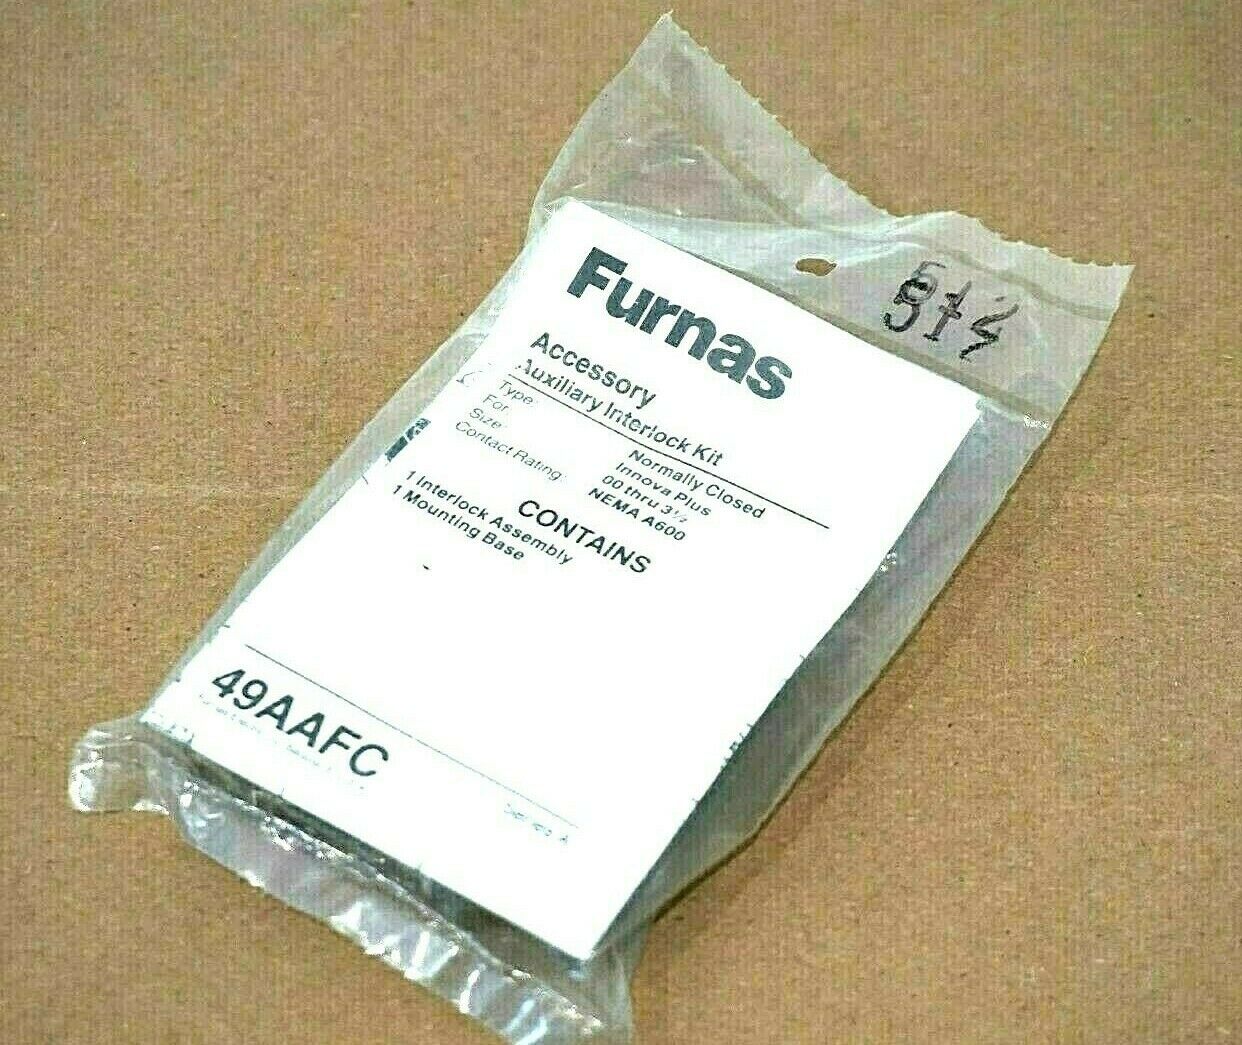 Furnas
Accessory
Auxiliary Interlock Kit
Type: Normally Closed
For: Innova Plus
Size: 00 thru 3½
Contact Rating: NEMA A600
CONTAINS
1 Interlock Assembly
1 Mounting Base
49AAFC